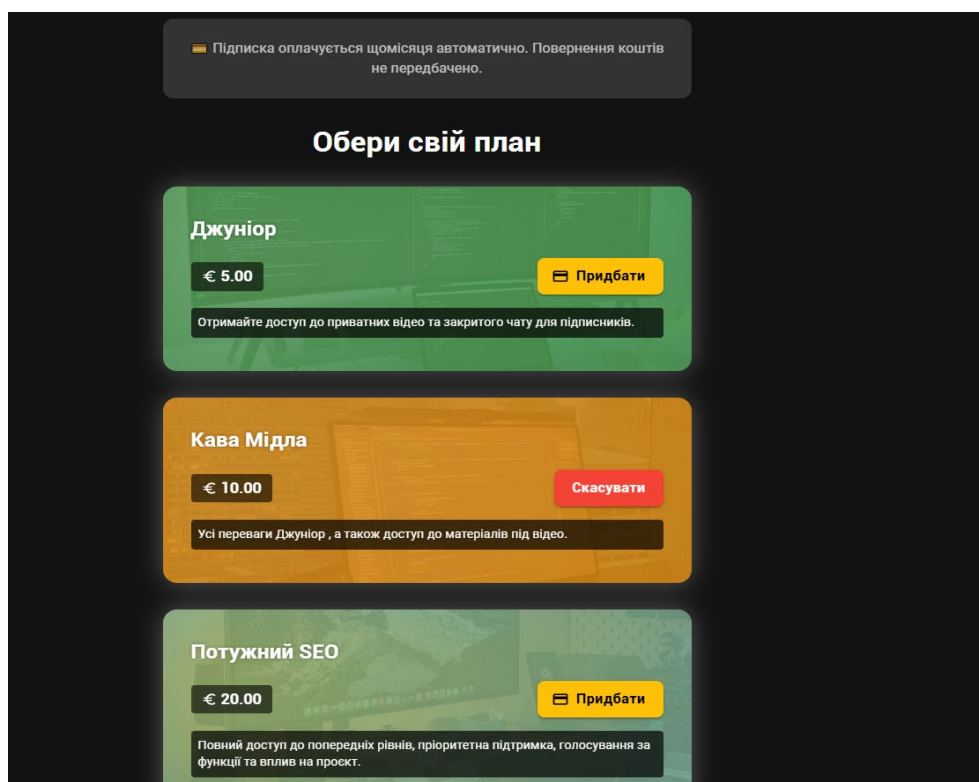 Підписка оплачується щомісяця автоматично. Повернення коштів
не передбачено.
Обери свій план
Джуніор
€ 5.00
Придбати
Отримайте доступ до приватних відео та закритого чату для підписників.
Кава Мідла
€ 10.00
Скасувати
Усі переваги Джуніор , а також доступ до матеріалів під відео.
Потужний SEO
€ 20.00
Придбати
Повний доступ до попередніх рівнів, пріоритетна підтримка, голосування за
функції та вплив на проєкт.